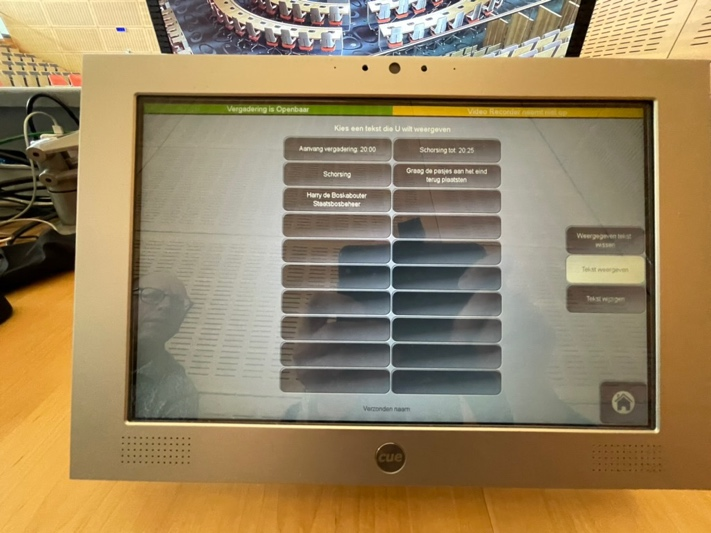 Vergadering is Openbaar
Video Recorder neemt niet op
Kies een tekst die U wilt weergeven
Aanvang vergadering 20:00
Schorsing tot. 20:25
Schorsing
Graag de pasjes aan het eind
terug plaatsten
Harry de Boskabouter
Staatsbosbeheer
Weergegeven tekst
wissen
Tekst weergeven
Tekst wijzigen
Verzonden naam
cue